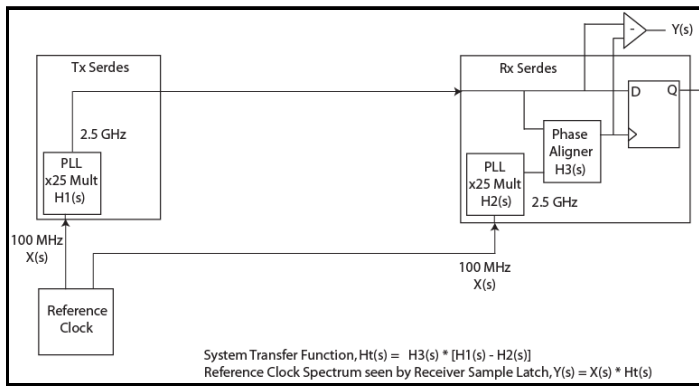 Y(s)
-
Tx Serdes
Rx Serdes
D
Q
2.5 GHz
PLL
x25 Mult
H1(s)
Phase
Aligner
H3(s)
PLL
x25 Mult
H2(s)
2.5 GHz
100 MHz
X(s)
100 MHz
X(s)
Reference
Clock
System Transfer Function, Ht(s) = H3(s) * [H1(s) - H2(s)]
Reference Clock Spectrum seen by Receiver Sample Latch, Y(s) = X(s) * Ht(s)